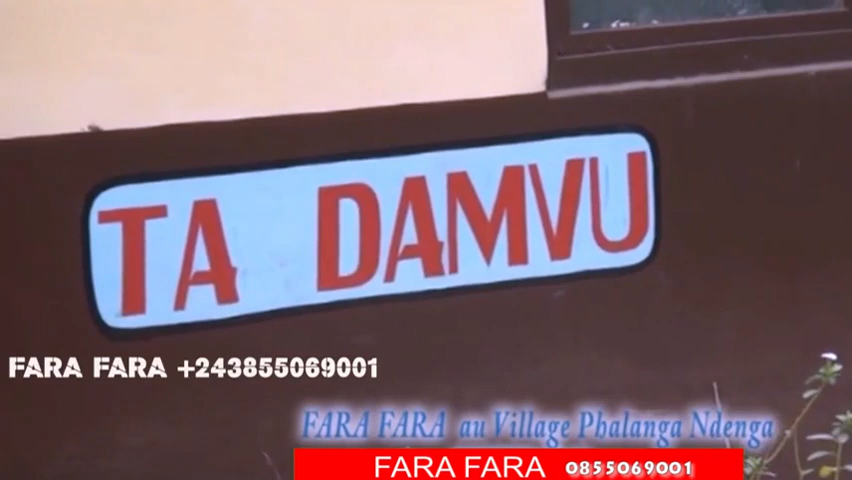 TA DAMVU
FARA FARA +243855069001
FARA FARA au Village Phalanga Ndenga
FARA FARA 0855069001